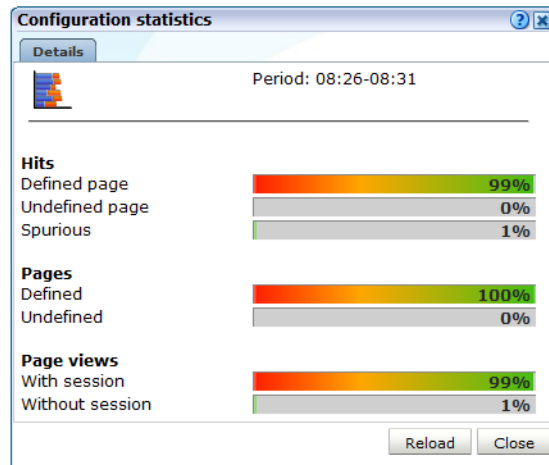 Configuration statistics
Details
Period: 08:26-08:31
Hits
Defined page 99%
Undefined page 0%
Spurious 1%
Pages
Defined 100%
Undefined 0%
Page views
With session 99%
Without session 1%
Reload Close